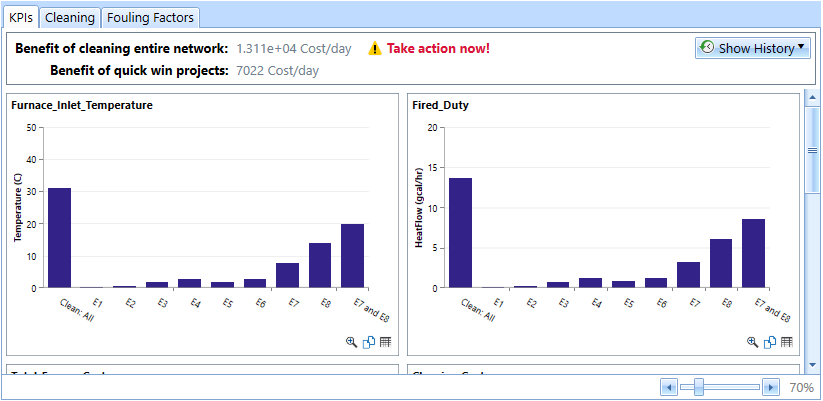 KPIs Cleaning Fouling Factors
Benefit of cleaning entire network: 1.311e+04 Cost/day Take action now!
Show History
Benefit of quick win projects: 7022 Cost/day
Furnace_Inlet_Temperature
Temperature (C)
50
40
30
20
10
0
Clean: All E1 E2 E3 E4 E5 E6 E7 E8 E7 and E8
Fired_Duty
HeatFlow (gcal/hr)
20
15
10
5
0
Clean: All E1 E2 E3 E4 E5 E6 E7 E8 E7 and E8
70%